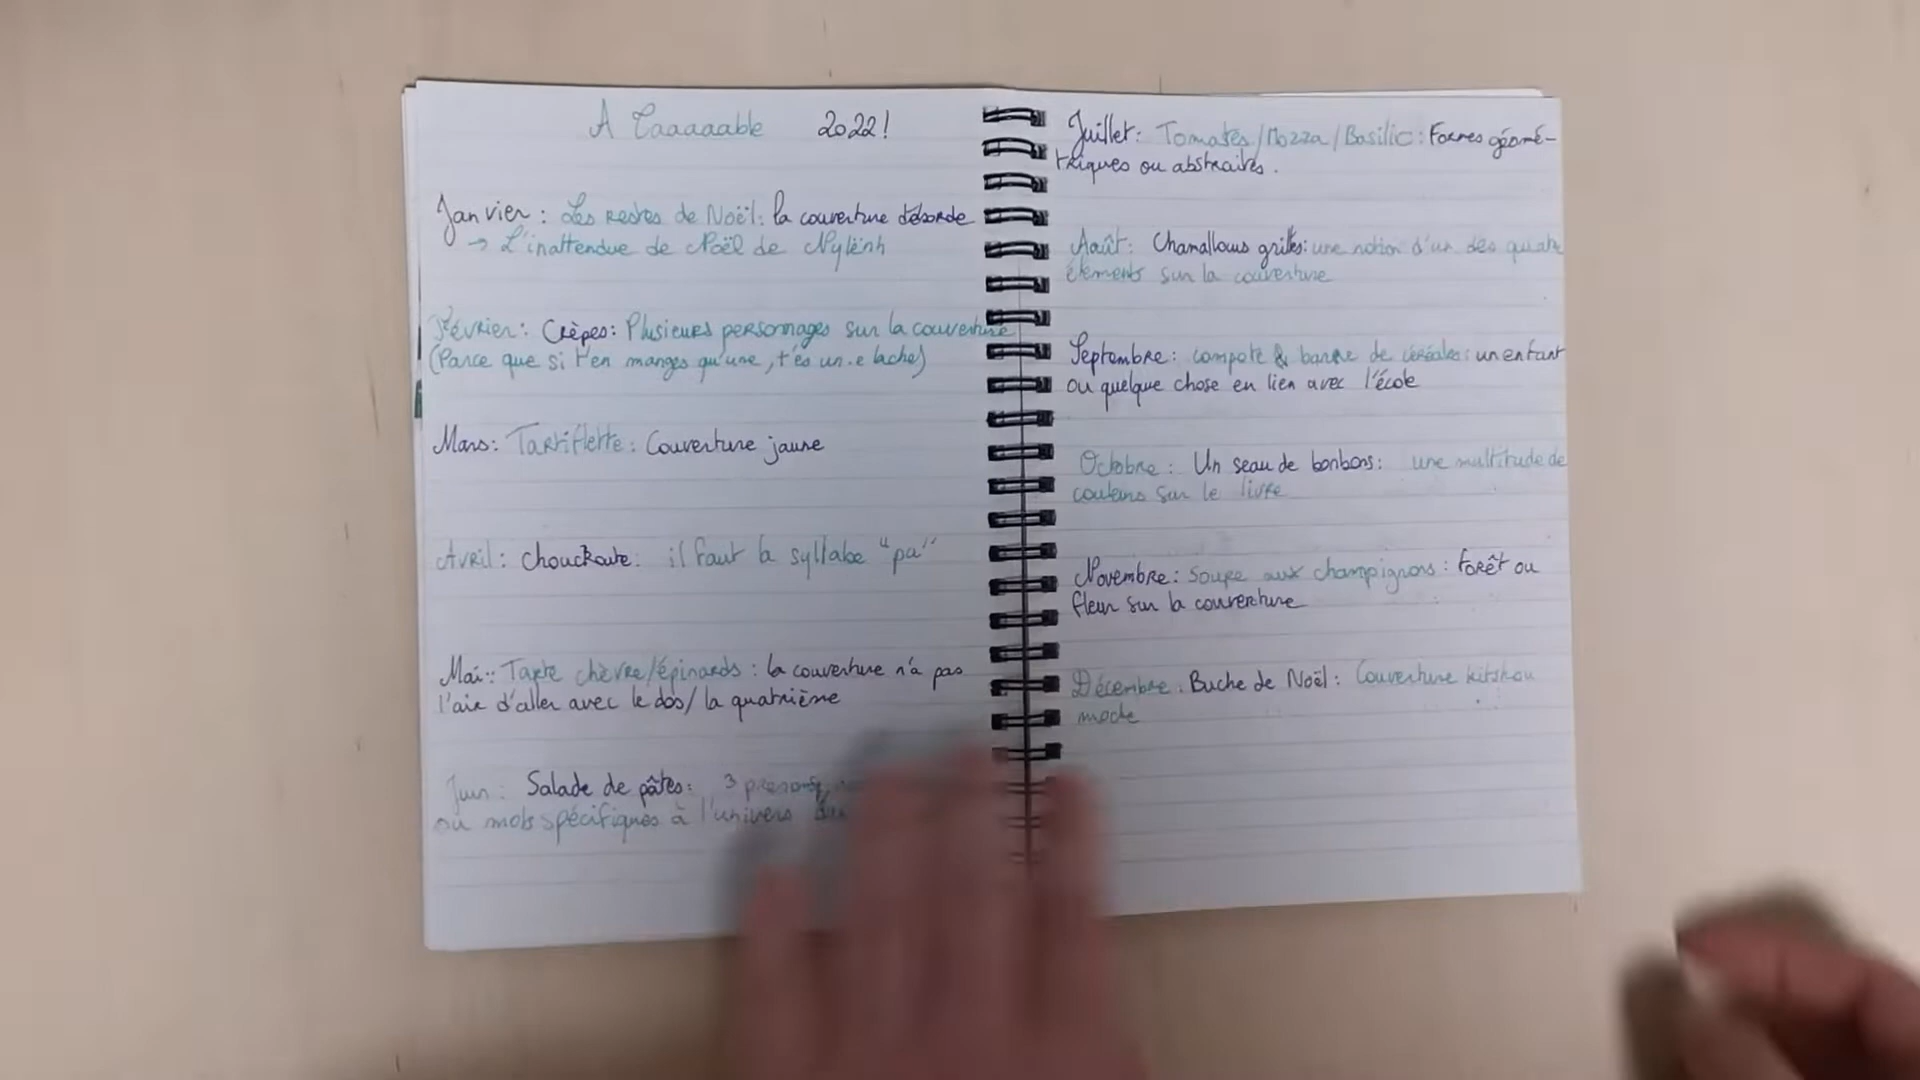 A Taaaaable 2022!
Janvier : Les restes de Noël : la couverture déborde
→ L'inattendue de Noël de Nylënh
Février : Crêpes : Plusieurs personnages sur la couverture
(Parce que si t'en manges qu'une, t'es un.e lache)
Mars : Tartiflette : Couverture jaune
Avril : Chouckroute : il faut la syllabe "pa"
Mai : Tarte chèvre/épinards : la couverture n'a pas
l'air d'aller avec le dos/ la quatrième
Juin : Salade de pâtes : 3
ou mots spécifiques à l'univers
Juillet : Tomates/Mozza/Basilic : Formes géomé-
triques ou abstraites.
Août : Chamallows grillés : une notion d'un des quatre
éléments sur la couverture
Septembre : compote & barre de céréales : un enfant
ou quelque chose en lien avec l'école
Octobre : Un seau de bonbons : une multitude de
couleurs sur le livre
Novembre : Soupe aux champignons : forêt ou
fleur sur la couverture
Décembre : Buche de Noël : Couverture kitshou
moche